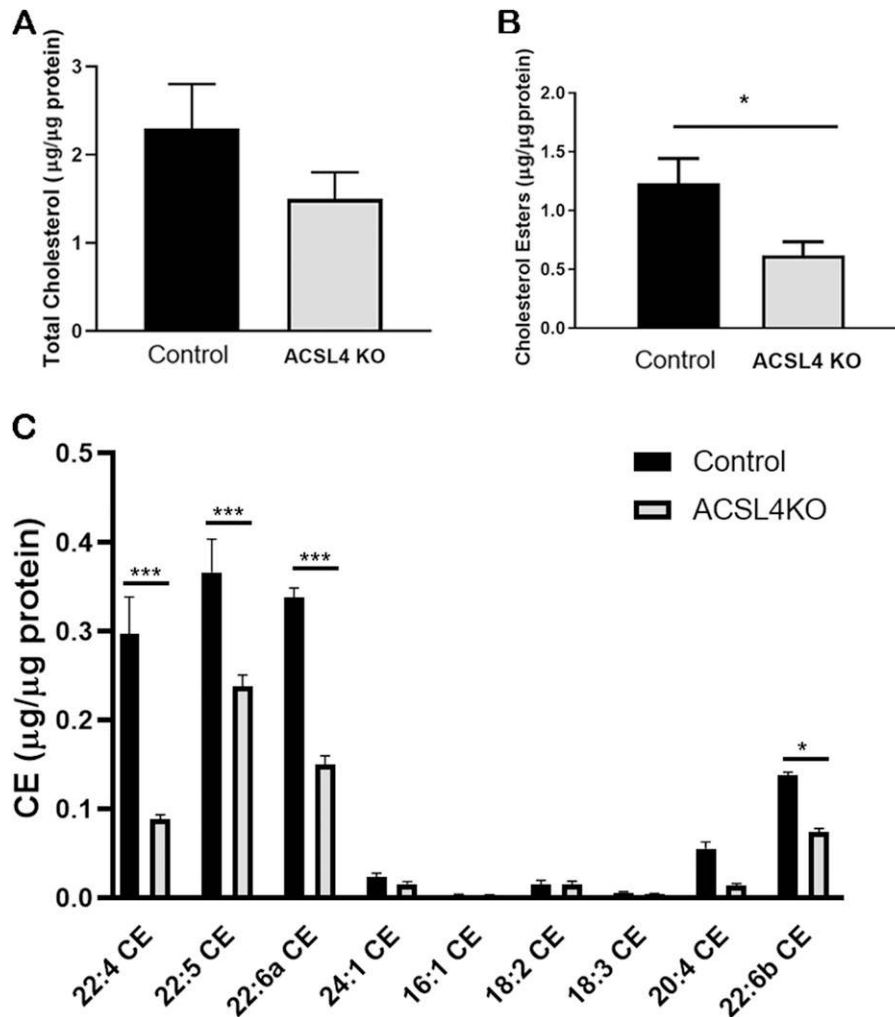 A
Total Cholesterol ( µg/µg protein)
3
2
1
0
Control
ACSL4 KO
B
Cholesterol Esters (µg/µg protein)
2.0
1.5
1.0
0.5
0.0
*
Control
ACSL4 KO
C
CE (µg/µg protein)
0.5
0.4
0.3
0.2
0.1
0.0
Control
ACSL4KO
***
***
***
*
22:4 CE
22:5 CE
22:6a CE
24:1 CE
16:1 CE
18:2 CE
18:3 CE
20:4 CE
22:6b CE